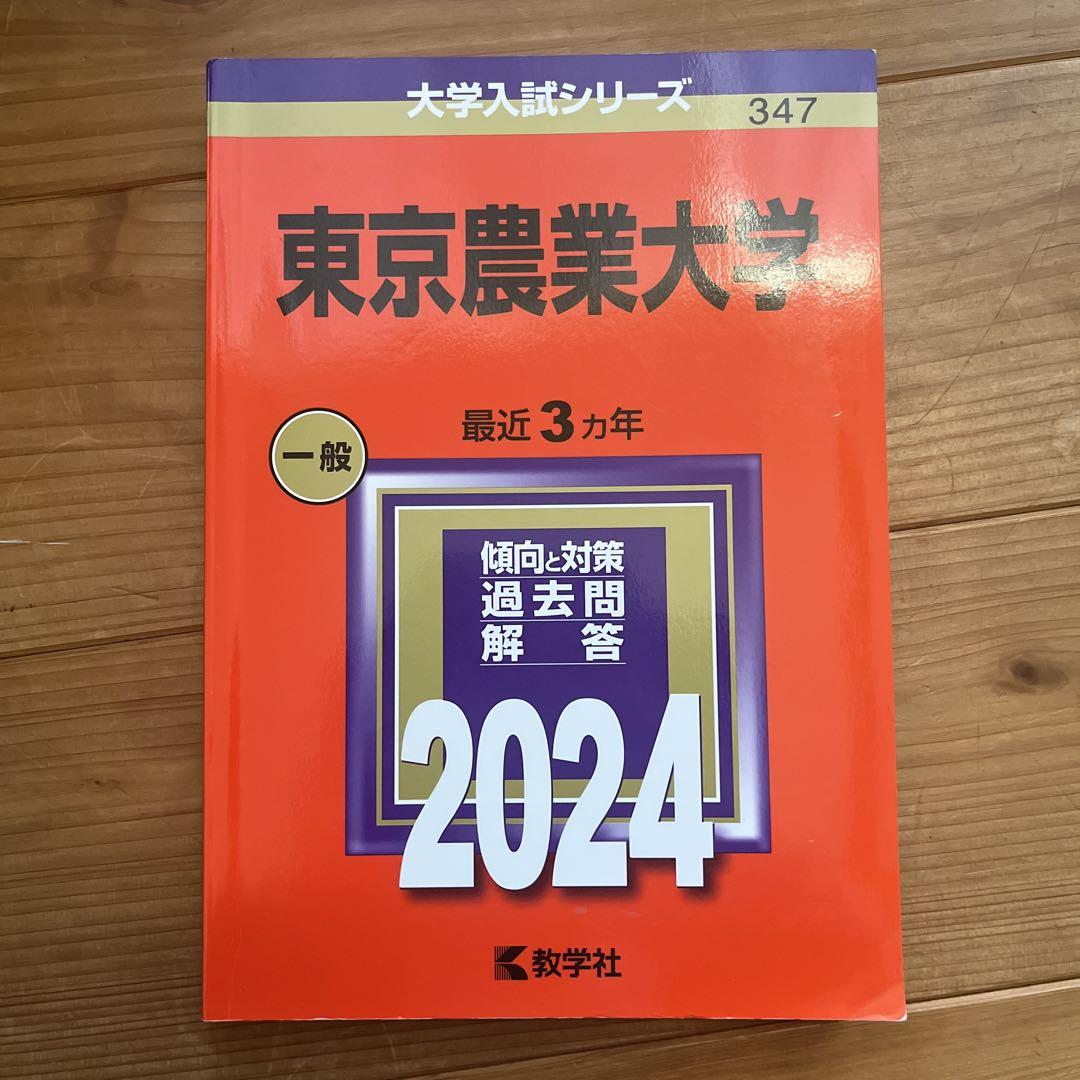 大学入試シリーズ
347
東京農業大学
最近3ヵ年
一般
傾向と対策
過去問
解答
2024
教学社